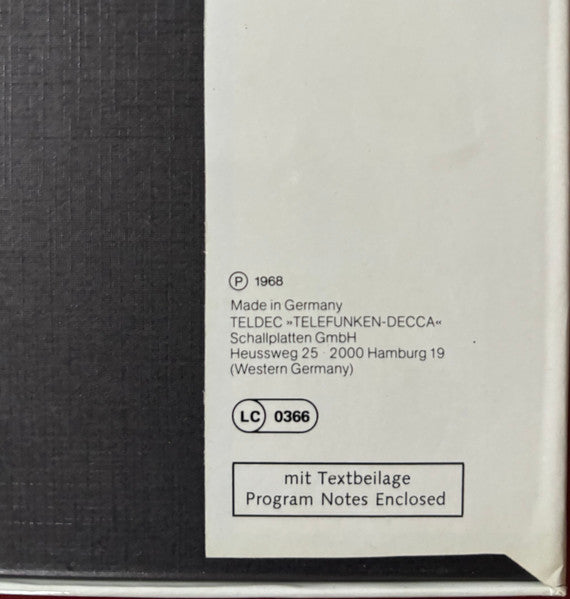 Ⓟ 1968
Made in Germany
TELDEC »TELEFUNKEN-DECCA«
Schallplatten GmbH
Heussweg 25 · 2000 Hamburg 19
(Western Germany)
LC 0366
mit Textbeilage
Program Notes Enclosed